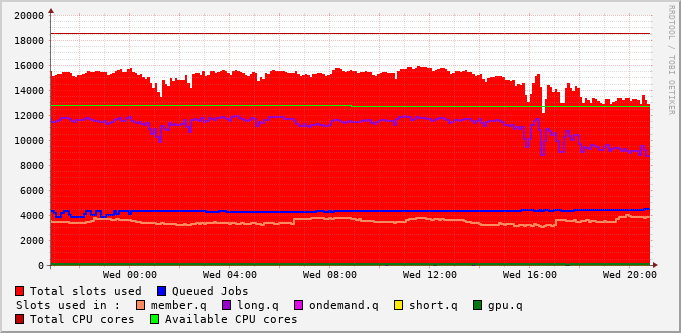 20000
18000
16000
14000
12000
10000
8000
6000
4000
2000
0
Wed 00:00 Wed 04:00 Wed 08:00 Wed 12:00 Wed 16:00 Wed 20:00
Total slots used Queued Jobs
Slots used in : member.q long.q ondemand.q short.q gpu.q
Total CPU cores Available CPU cores
RRDTOOL / TOBI OETIKER